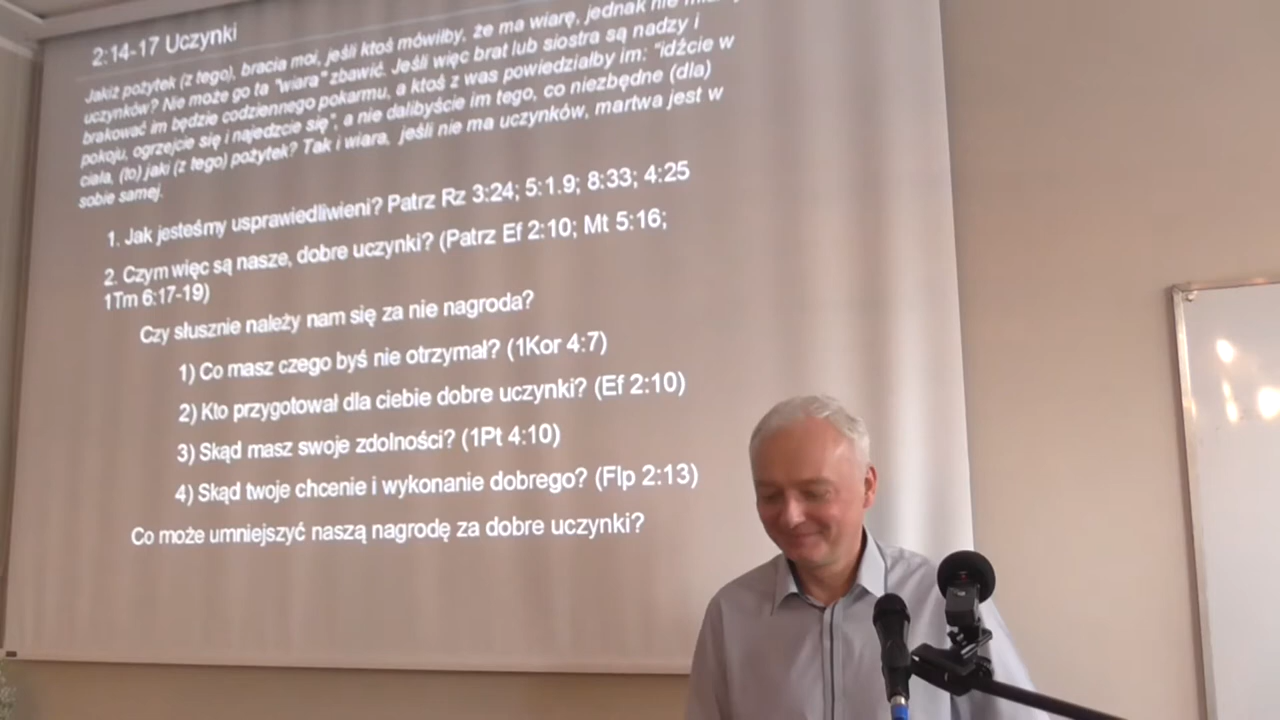 2:14-17 Uczynki
Jakiż pożytek (z tego), bracia moi, jeśli ktoś mówiłby, że ma wiarę, jednak nie
uczynków? Nie może go ta "wiara" zbawić. Jeśli więc brat lub siostra są nadzy i
brakować im będzie codziennego pokarmu, a ktoś z was powiedziałby im: "idźcie w
pokoju, ogrzejcie się i najedzcie się", a nie dalibyście im tego, co niezbędne (dla)
ciała, (to) jaki (z tego) pożytek? Tak i wiara, jeśli nie ma uczynków, martwa jest w
sobie samej.
1. Jak jesteśmy usprawiedliwieni? Patrz Rz 3:24; 5:1.9; 8:33; 4:25
2. Czym więc są nasze, dobre uczynki? (Patrz Ef 2:10; Mt 5:16;
1Tm 6:17-19)
Czy słusznie należy nam się za nie nagroda?
1) Co masz czego byś nie otrzymał? (1Kor 4:7)
2) Kto przygotował dla ciebie dobre uczynki? (Ef 2:10)
3) Skąd masz swoje zdolności? (1Pt 4:10)
4) Skąd twoje chcenie i wykonanie dobrego? (Flp 2:13)
Co może umniejszyć naszą nagrodę za dobre uczynki?